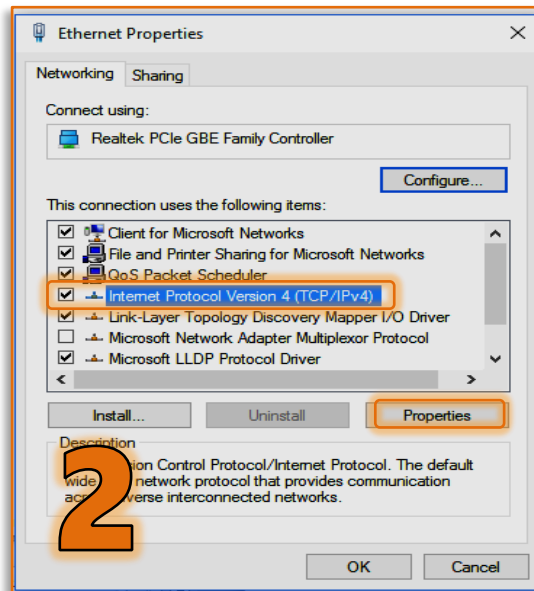 Ethernet Properties
Networking Sharing
Connect using:
Realtek PCIe GBE Family Controller
Configure...
This connection uses the following items:
Client for Microsoft Networks
File and Printer Sharing for Microsoft Networks
QoS Packet Scheduler
Internet Protocol Version 4 (TCP/IPv4)
Link-Layer Topology Discovery Mapper I/O Driver
Microsoft Network Adapter Multiplexor Protocol
Microsoft LLDP Protocol Driver
Install... Uninstall Properties
Description
Control Protocol/Internet Protocol. The default
wide network protocol that provides communication
interconnected networks.
2
OK Cancel